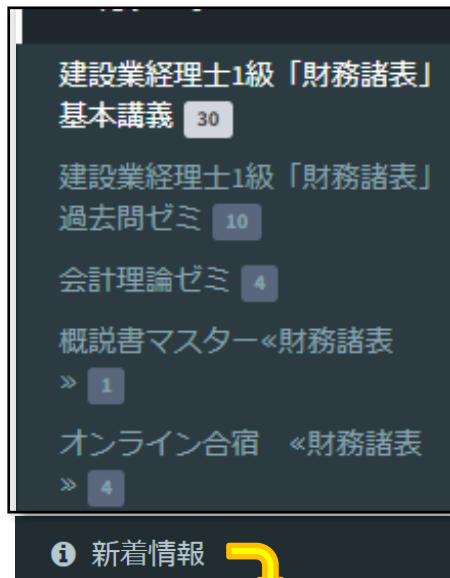 建設業経理士1級「財務諸表」
基本講義 30
建設業経理士1級「財務諸表」
過去問ゼミ 10
会計理論ゼミ 4
概説書マスター«財務諸表
» 1
オンライン合宿　«財務諸表
» 4
新着情報